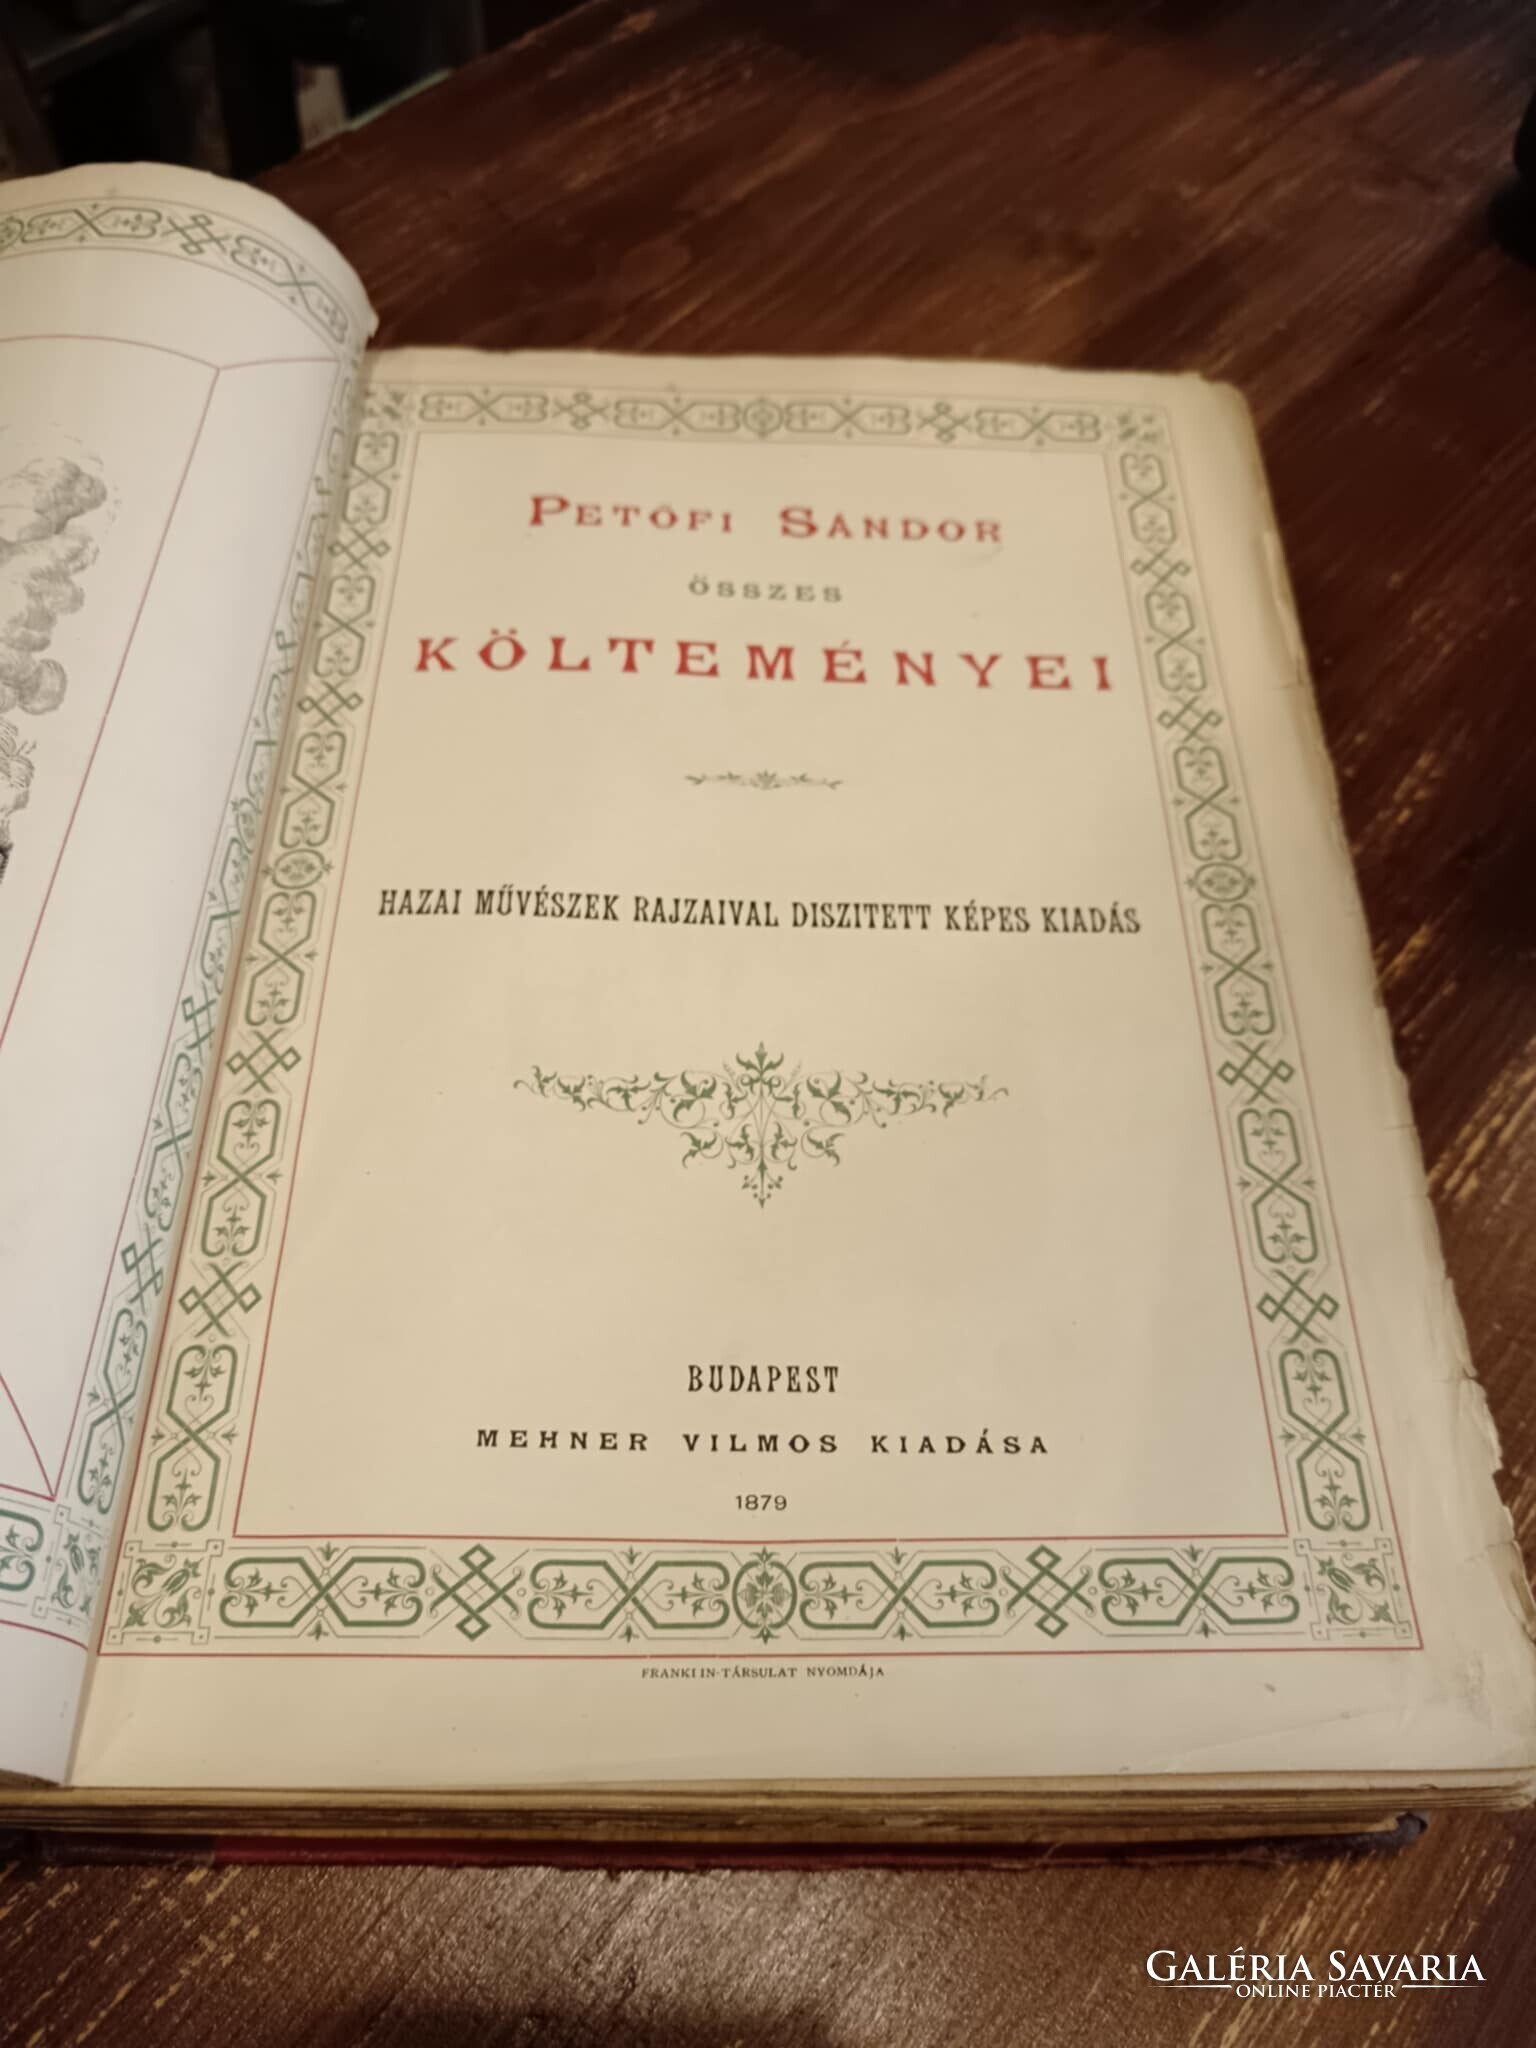 PETŐFI SÁNDOR
ÖSSZES
KÖLTEMÉNYEI
HAZAI MŰVÉSZEK RAJZAIVAL DISZITETT KÉPES KIADÁS
BUDAPEST
MEHNER VILMOS KIADÁSA
1879
FRANKLIN-TÁRSULAT NYOMDÁJA
GALÉRIA SAVARIA
ONLINE PIACTÉR